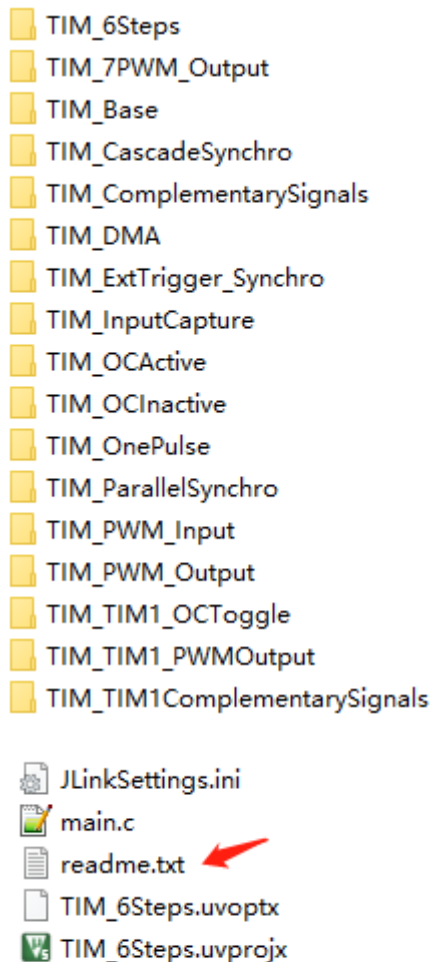 TIM_6Steps
TIM_7PWM_Output
TIM_Base
TIM_CascadeSynchro
TIM_ComplementarySignals
TIM_DMA
TIM_ExtTrigger_Synchro
TIM_InputCapture
TIM_OCActive
TIM_OCInactive
TIM_OnePulse
TIM_ParallelSynchro
TIM_PWM_Input
TIM_PWM_Output
TIM_TIM1_OCToggle
TIM_TIM1_PWMOutput
TIM_TIM1ComplementarySignals
JLinkSettings.ini
main.c
readme.txt
TIM_6Steps.uvoptx
TIM_6Steps.uvprojx